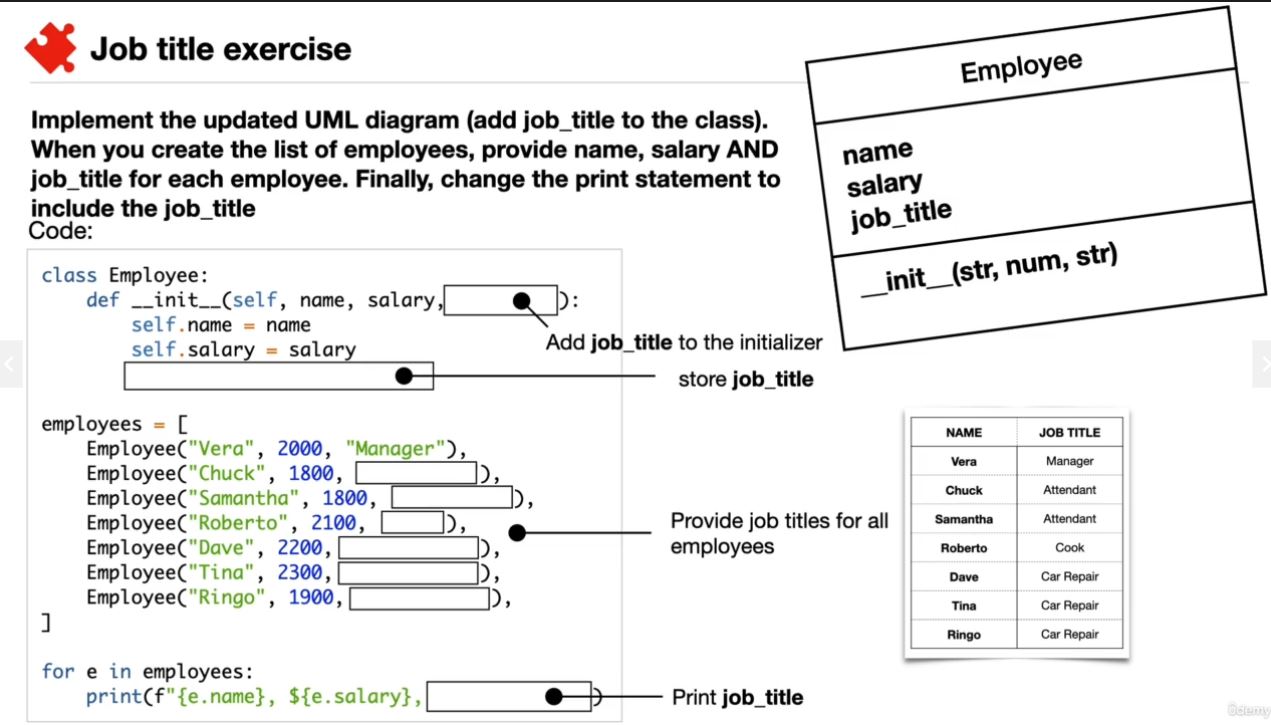 Job title exercise
Implement the updated UML diagram (add job_title to the class).
When you create the list of employees, provide name, salary AND
job_title for each employee. Finally, change the print statement to
include the job_title
Employee
name
salary
job_title
__init__(str, num, str)
Code:
class Employee:
    def __init__(self, name, salary, ):
        self.name = name
        self.salary = salary
Add job_title to the initializer
store job_title
employees = [
    Employee("Vera", 2000, "Manager"),
    Employee("Chuck", 1800, ),
    Employee("Samantha", 1800, ),
    Employee("Roberto", 2100, ),
    Employee("Dave", 2200, ),
    Employee("Tina", 2300, ),
    Employee("Ringo", 1900, ),
]
Provide job titles for all
employees
for e in employees:
    print(f"{e.name}, ${e.salary}, )
Print job_title
NAME JOB TITLE
Vera Manager
Chuck Attendant
Samantha Attendant
Roberto Cook
Dave Car Repair
Tina Car Repair
Ringo Car Repair
ûdemy